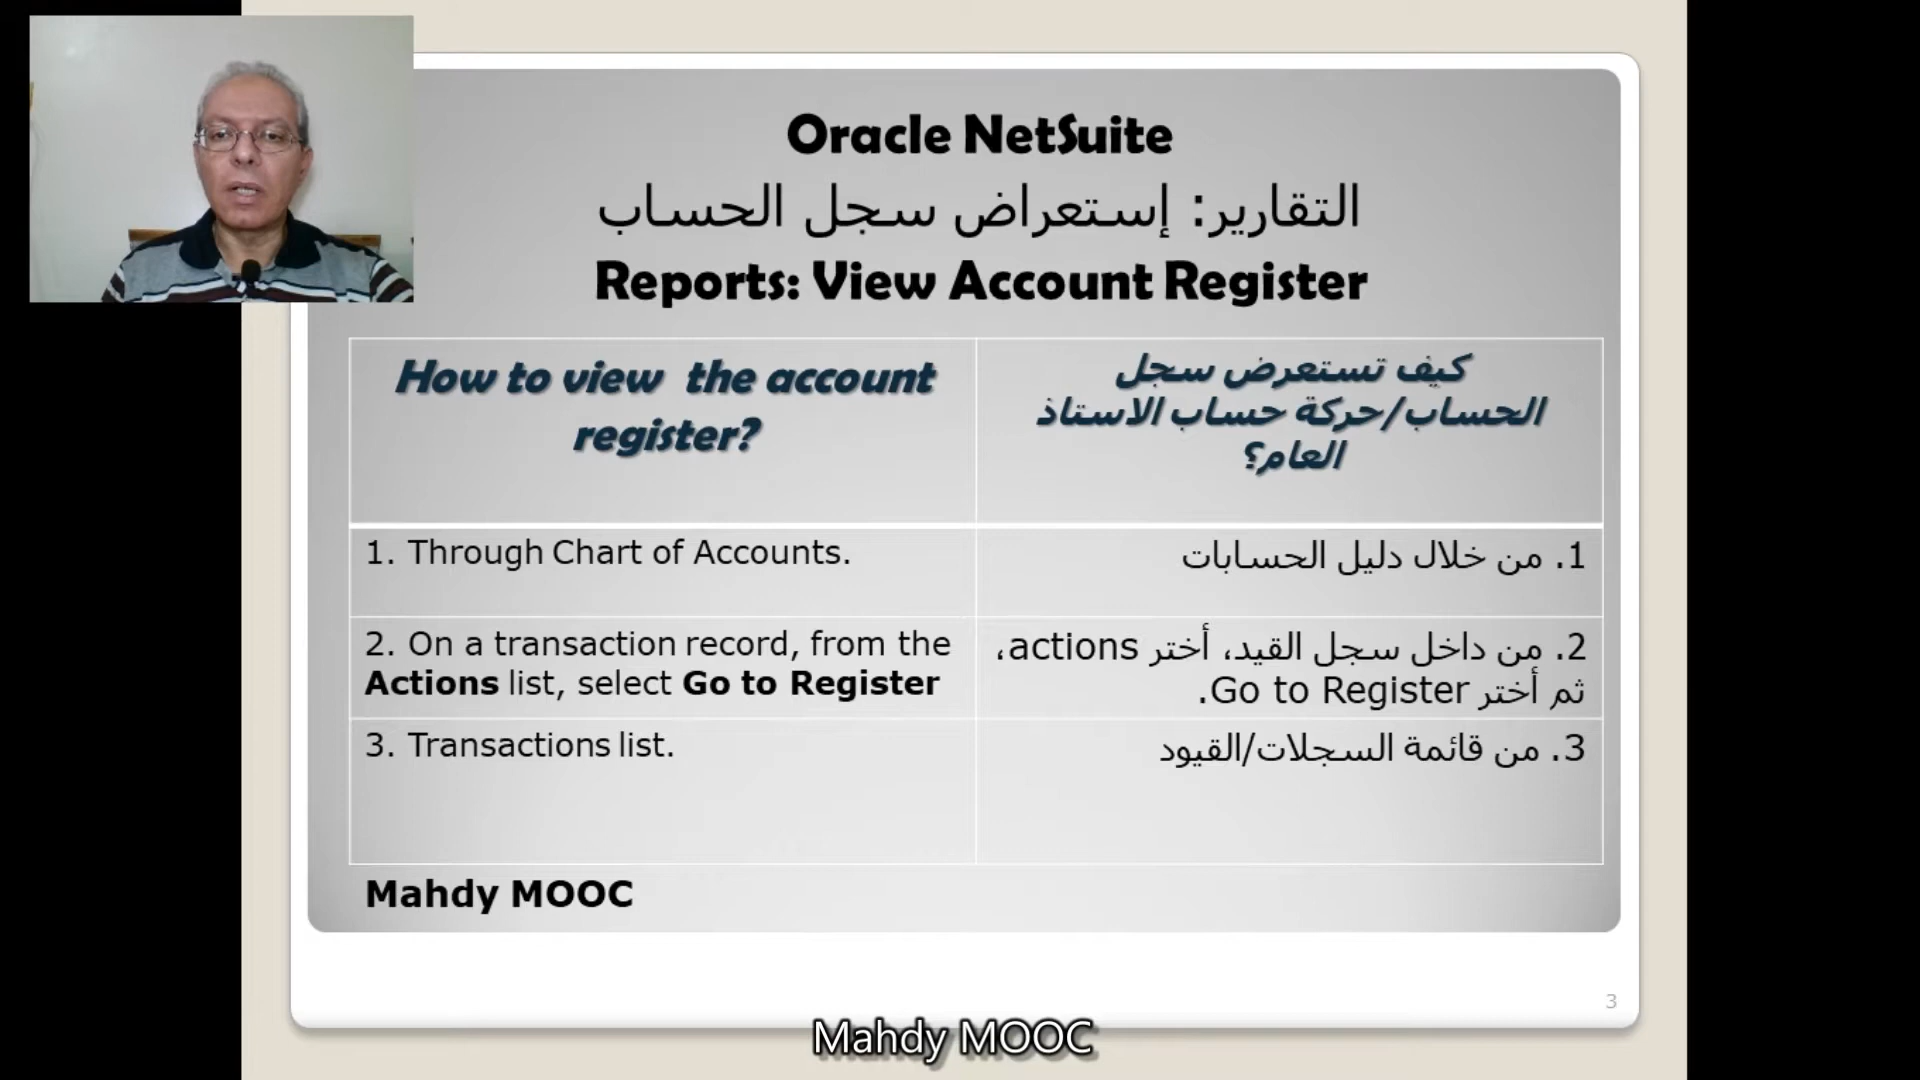 Oracle NetSuite
التقارير: إستعراض سجل الحساب
Reports: View Account Register
How to view the account
register?
كيف تستعرض سجل
الحساب/حركة حساب الاستاذ
العام؟
1. Through Chart of Accounts.
1. من خلال دليل الحسابات
2. On a transaction record, from the
Actions list, select Go to Register
2. من داخل سجل القيد، أختر actions،
ثم أختر Go to Register.
3. Transactions list.
3. من قائمة السجلات/القيود
Mahdy MOOC
3
Mahdy MOOC